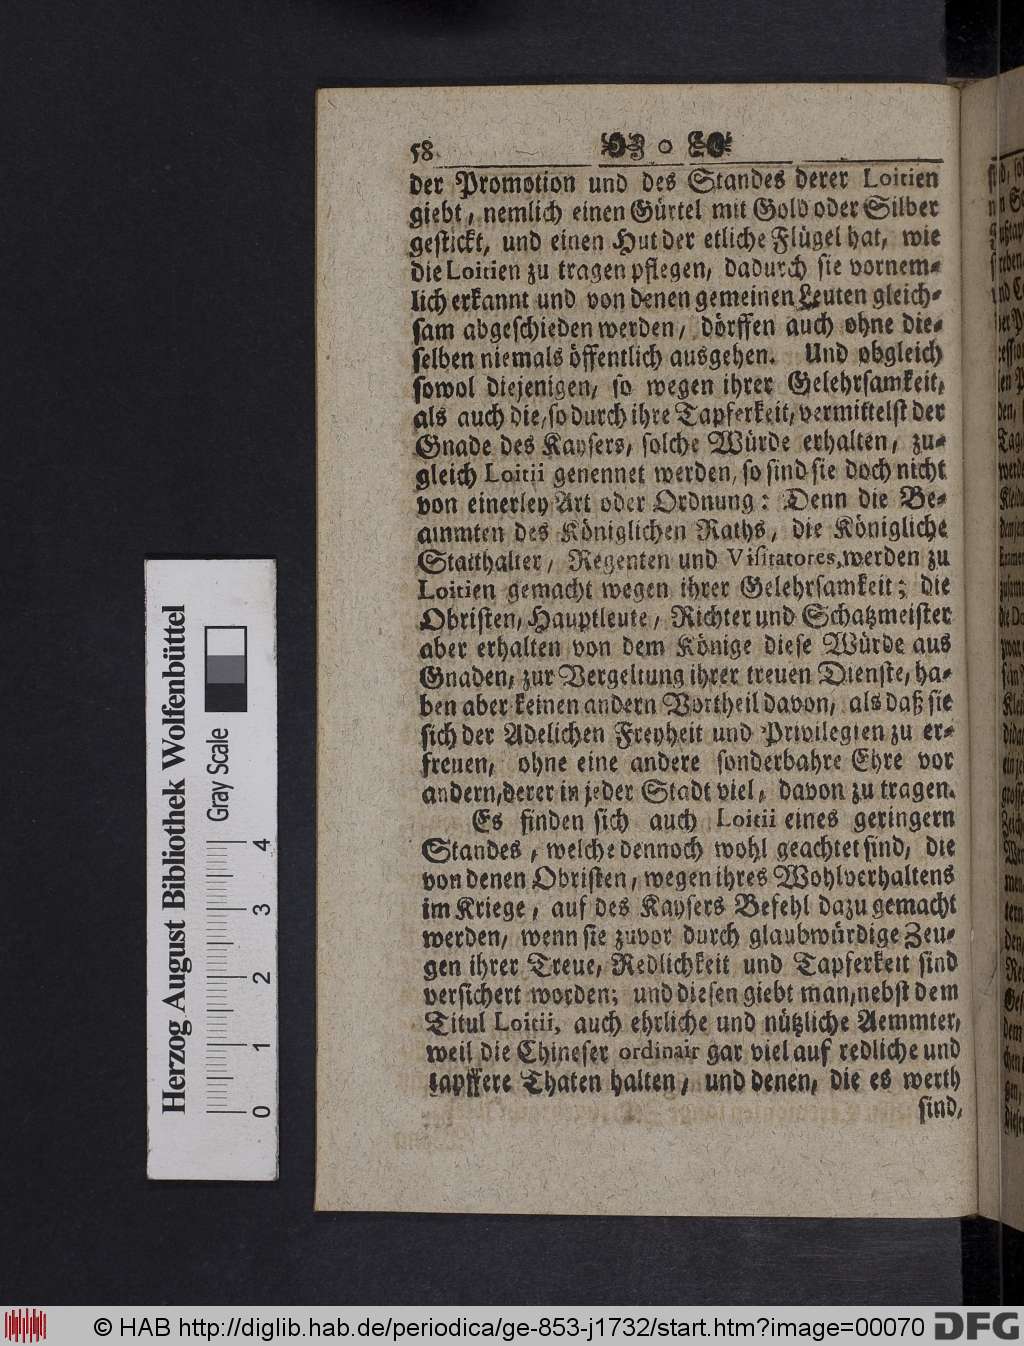 58
der Promotion und des Standes derer Loitien
giebt, nemlich einen Gürtel mit Gold oder Silber
gestickt, und einen Hut der etliche Flügel hat, wie
die Loitien zu tragen pflegen, dadurch sie vornem-
lich erkannt und von denen gemeinen Leuten gleich-
sam abgeschieden werden, dörffen auch ohne die-
selben niemals öffentlich ausgehen. Und obgleich
sowol diejenigen, so wegen ihrer Gelehrsamkeit,
als auch die, so durch ihre Tapferkeit, vermittelst der
Gnade des Kaysers, solche Würde erhalten, zu-
gleich Loitii genennet werden, so sind sie doch nicht
von einerley Art oder Ordnung: Denn die Be-
ammten des Königlichen Raths, die Königliche
Statthalter, Regenten und Visitatores, werden zu
Loitien gemacht wegen ihrer Gelehrsamkeit; die
Obristen, Hauptleute, Richter und Schatzmeister
aber erhalten von dem Könige diese Würde aus
Gnaden, zur Vergeltung ihrer treuen Dienste, ha-
ben aber keinen andern Vortheil davon, als daß sie
sich der Adelichen Freyheit und Privilegien zu er-
freuen, ohne eine andere sonderbahre Ehre vor
andern, derer in jeder Stadt viel, davon zu tragen.
Es finden sich auch Loitii eines geringern
Standes, welche dennoch wohl geachtet sind, die
von denen Obristen, wegen ihres Wohlverhaltens
im Kriege, auf des Kaysers Befehl dazu gemacht
werden, wenn sie zuvor durch glaubwürdige Zeu-
gen ihrer Treue, Redlichkeit und Tapferkeit sind
versichert worden; und diesen giebt man, nebst dem
Titul Loitii, auch ehrliche und nützliche Aemmter,
weil die Chineser ordinair gar viel auf redliche und
tapffere Thaten halten, und denen, die es werth
sind,
Herzog August Bibliothek Wolfenbüttel
Gray Scale
0 1 2 3 4
© HAB http://diglib.hab.de/periodica/ge-853-j1732/start.htm?image=00070
DFG